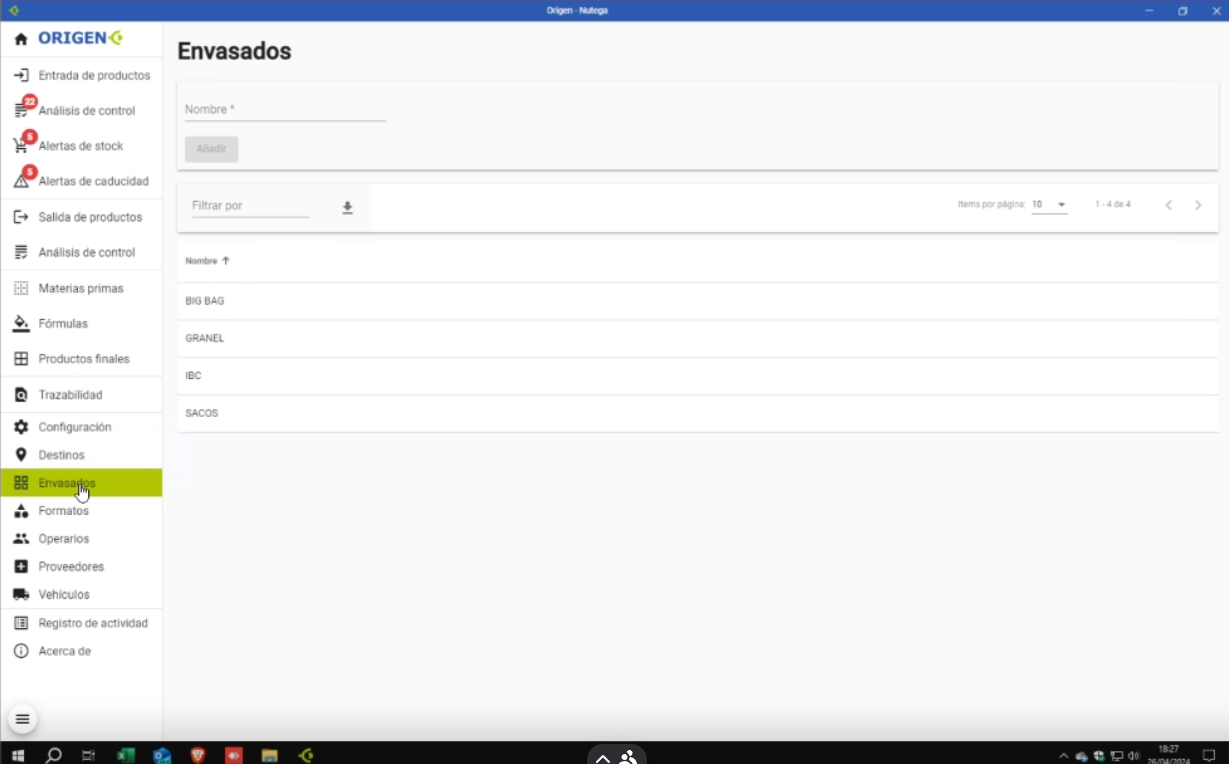 Origen - Nutega
ORIGEN
Entrada de productos
22
Análisis de control
5
Alertas de stock
5
Alertas de caducidad
Salida de productos
Análisis de control
Materias primas
Fórmulas
Productos finales
Trazabilidad
Configuración
Destinos
Envasados
Formatos
Operarios
Proveedores
Vehículos
Registro de actividad
Acerca de
Envasados
Nombre *
Añadir
Filtrar por
Items por página: 10
1 - 4 de 4
Nombre
BIG BAG
GRANEL
IBC
SACOS
18:27
26/04/2024